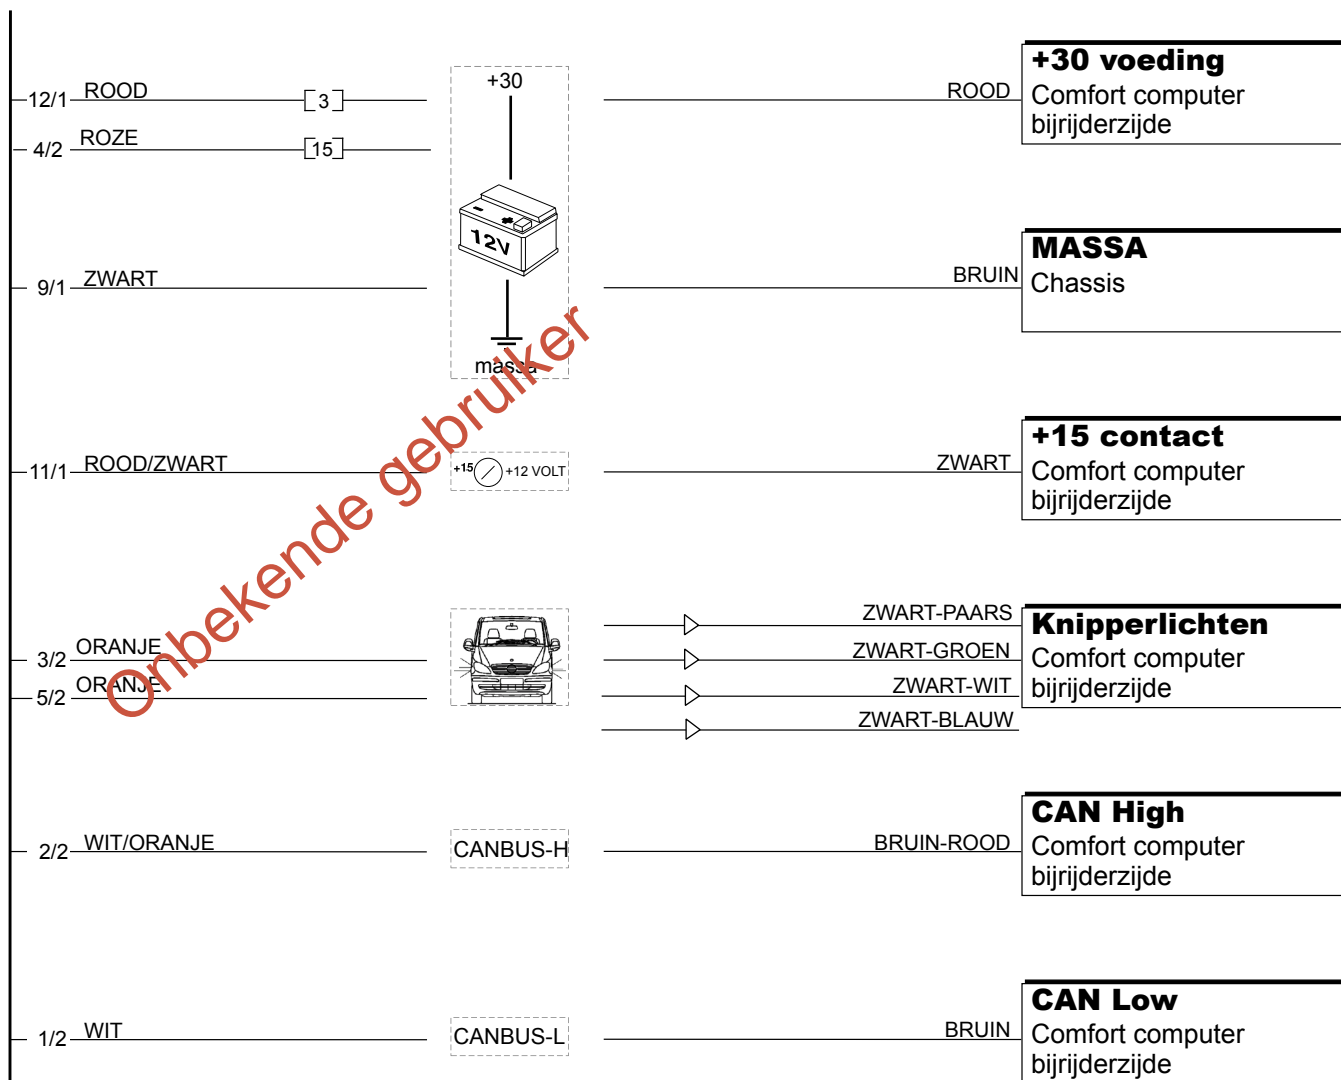 +30
ROOD
12/1
[3]
ROOD
+30 voeding
Comfort computer
bijrijderzijde
ROZE
4/2
[15]
12V
9/1
ZWART
BRUIN
MASSA
Chassis
massa
11/1
ROOD/ZWART
+15
+12 VOLT
ZWART
+15 contact
Comfort computer
bijrijderzijde
Onbekende gebruiker
3/2
ORANJE
5/2
ORANJE
ZWART-PAARS
ZWART-GROEN
ZWART-WIT
ZWART-BLAUW
Knipperlichten
Comfort computer
bijrijderzijde
2/2
WIT/ORANJE
CANBUS-H
BRUIN-ROOD
CAN High
Comfort computer
bijrijderzijde
1/2
WIT
CANBUS-L
BRUIN
CAN Low
Comfort computer
bijrijderzijde